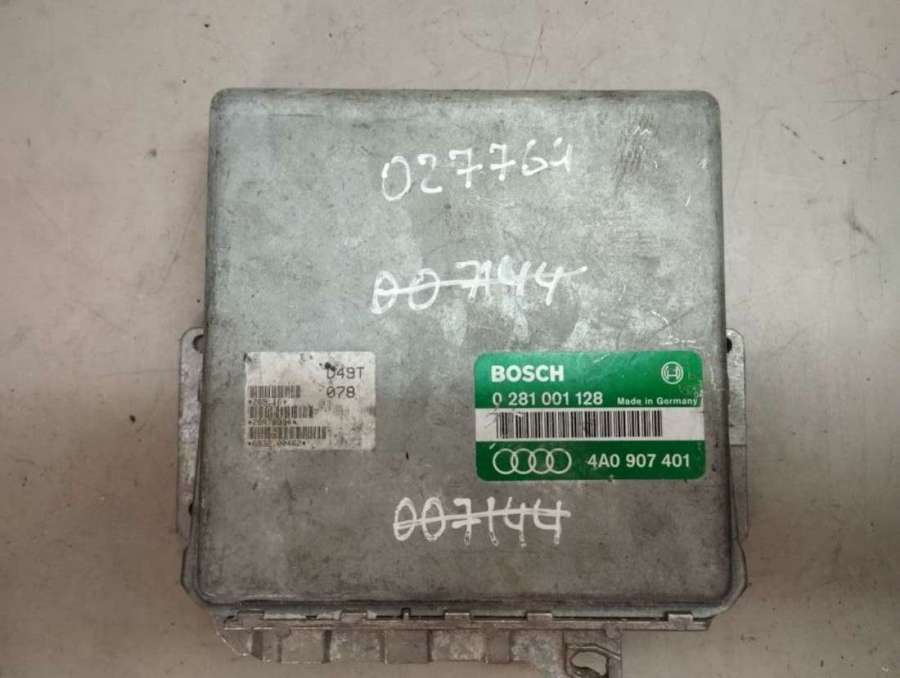 027761
007144
D49T
078
BOSCH
0 281 001 128 Made in Germany
4A0 907 401
007144